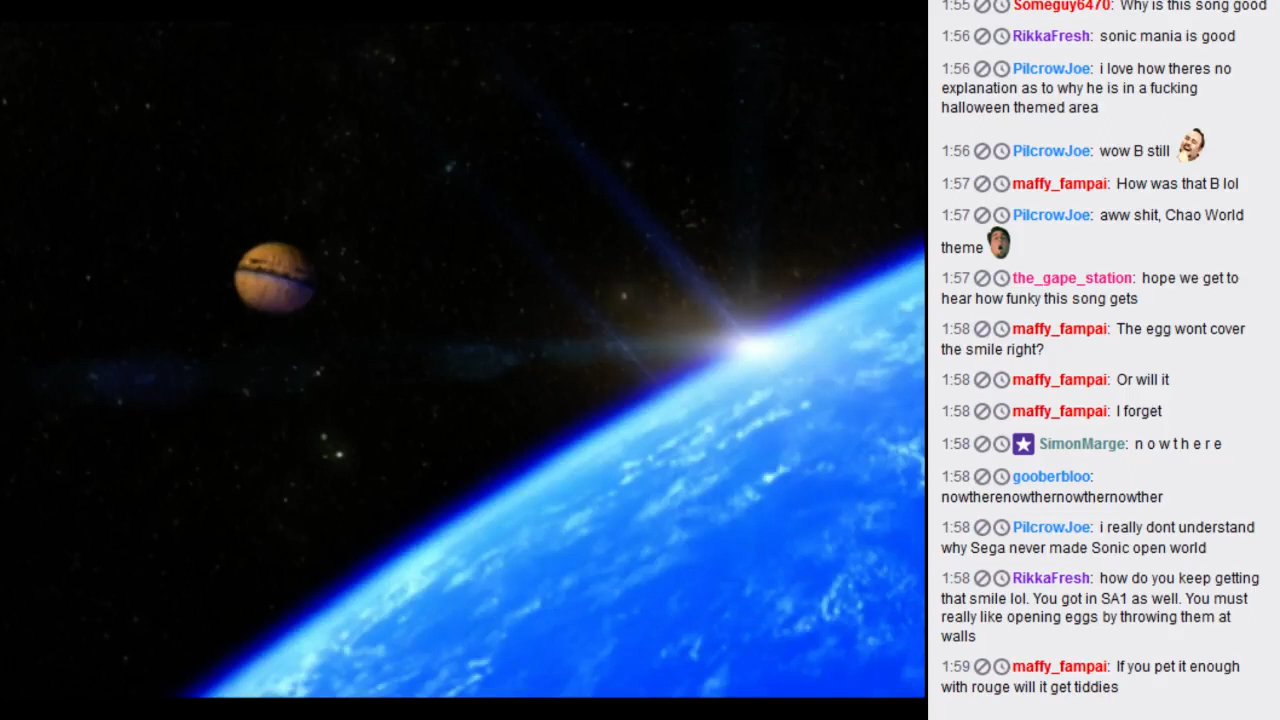 1:55 Someguy6470: Why is this song good
1:56 RikkaFresh: sonic mania is good
1:56 PilcrowJoe: i love how theres no
explanation as to why he is in a fucking
halloween themed area
1:56 PilcrowJoe: wow B still
1:57 maffy_fampai: How was that B lol
1:57 PilcrowJoe: aww shit, Chao World
theme
1:57 the_gape_station: hope we get to
hear how funky this song gets
1:58 maffy_fampai: The egg wont cover
the smile right?
1:58 maffy_fampai: Or will it
1:58 maffy_fampai: I forget
1:58 SimonMarge: n o w t h e r e
1:58 gooberbloo:
nowtherenowthernowthernowther
1:58 PilcrowJoe: i really dont understand
why Sega never made Sonic open world
1:58 RikkaFresh: how do you keep getting
that smile lol. You got in SA1 as well. You must
really like opening eggs by throwing them at
walls
1:59 maffy_fampai: If you pet it enough
with rouge will it get tiddies